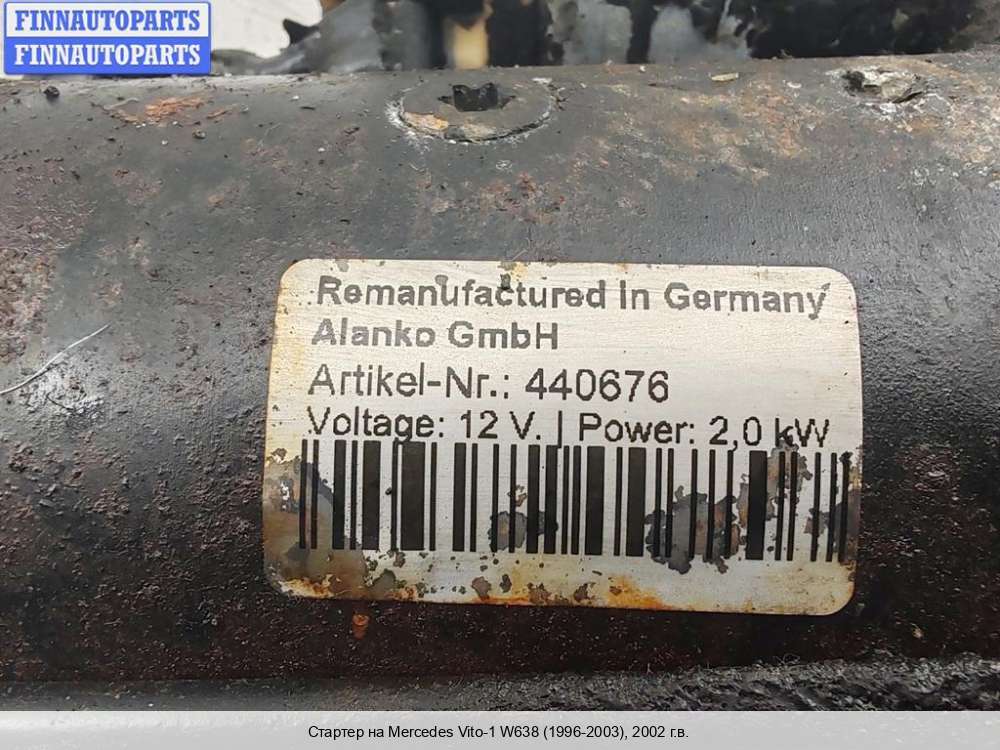 FINNAUTOPARTS
FINNAUTOPARTS
Remanufactured In Germany
Alanko GmbH
Artikel-Nr.: 440676
Voltage: 12 V. | Power: 2,0 kW
Стартер на Mercedes Vito-1 W638 (1996-2003), 2002 г.в.